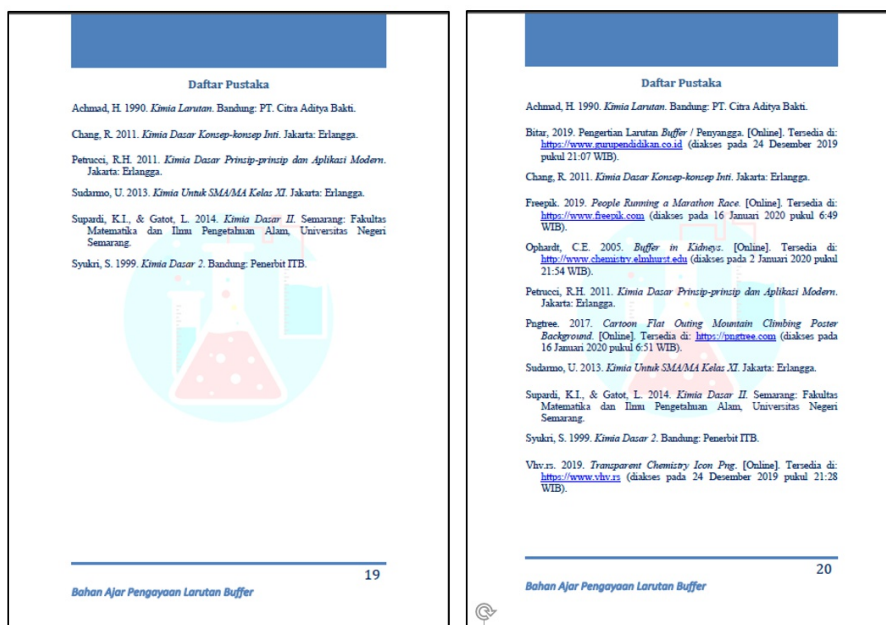 Daftar Pustaka
Achmad, H. 1990. Kimia Larutan. Bandung: PT. Citra Aditya Bakti.
Chang, R. 2011. Kimia Dasar Konsep-konsep Inti. Jakarta: Erlangga.
Petrucci, R.H. 2011. Kimia Dasar Prinsip-prinsip dan Aplikasi Modern.
Jakarta: Erlangga.
Sudarmo, U. 2013. Kimia Untuk SMA/MA Kelas XI. Jakarta: Erlangga.
Supardi, K.I., & Gatot, L. 2014. Kimia Dasar II. Semarang: Fakultas
Matematika dan Ilmu Pengetahuan Alam, Universitas Negeri
Semarang.
Syukri, S. 1999. Kimia Dasar 2. Bandung: Penerbit ITB.
19
Bahan Ajar Pengayaan Larutan Buffer
Daftar Pustaka
Achmad, H. 1990. Kimia Larutan. Bandung: PT. Citra Aditya Bakti.
Bitar, 2019. Pengertian Larutan Buffer / Penyangga. [Online]. Tersedia di:
https://www.gurupendidikan.co.id (diakses pada 24 Desember 2019
pukul 21:07 WIB).
Chang, R. 2011. Kimia Dasar Konsep-konsep Inti. Jakarta: Erlangga.
Freepik. 2019. People Running a Marathon Race. [Online]. Tersedia di:
https://www.freepik.com (diakses pada 16 Januari 2020 pukul 6:49
WIB).
Ophardt, C.E. 2005. Buffer in Kidneys. [Online]. Tersedia di:
http://www.chemistry.elmhurst.edu (diakses pada 2 Januari 2020 pukul
21:54 WIB).
Petrucci, R.H. 2011. Kimia Dasar Prinsip-prinsip dan Aplikasi Modern.
Jakarta: Erlangga.
Pngtree. 2017. Cartoon Flat Outing Mountain Climbing Poster
Background. [Online]. Tersedia di: https://pngtree.com (diakses pada
16 Januari 2020 pukul 6:51 WIB).
Sudarmo, U. 2013. Kimia Untuk SMA/MA Kelas XI. Jakarta: Erlangga.
Supardi, K.I., & Gatot, L. 2014. Kimia Dasar II. Semarang: Fakultas
Matematika dan Ilmu Pengetahuan Alam, Universitas Negeri
Semarang.
Syukri, S. 1999. Kimia Dasar 2. Bandung: Penerbit ITB.
Vhv.rs. 2019. Transparent Chemistry Icon Png. [Online]. Tersedia di:
https://www.vhv.rs (diakses pada 24 Desember 2019 pukul 21:28
WIB).
20
Bahan Ajar Pengayaan Larutan Buffer